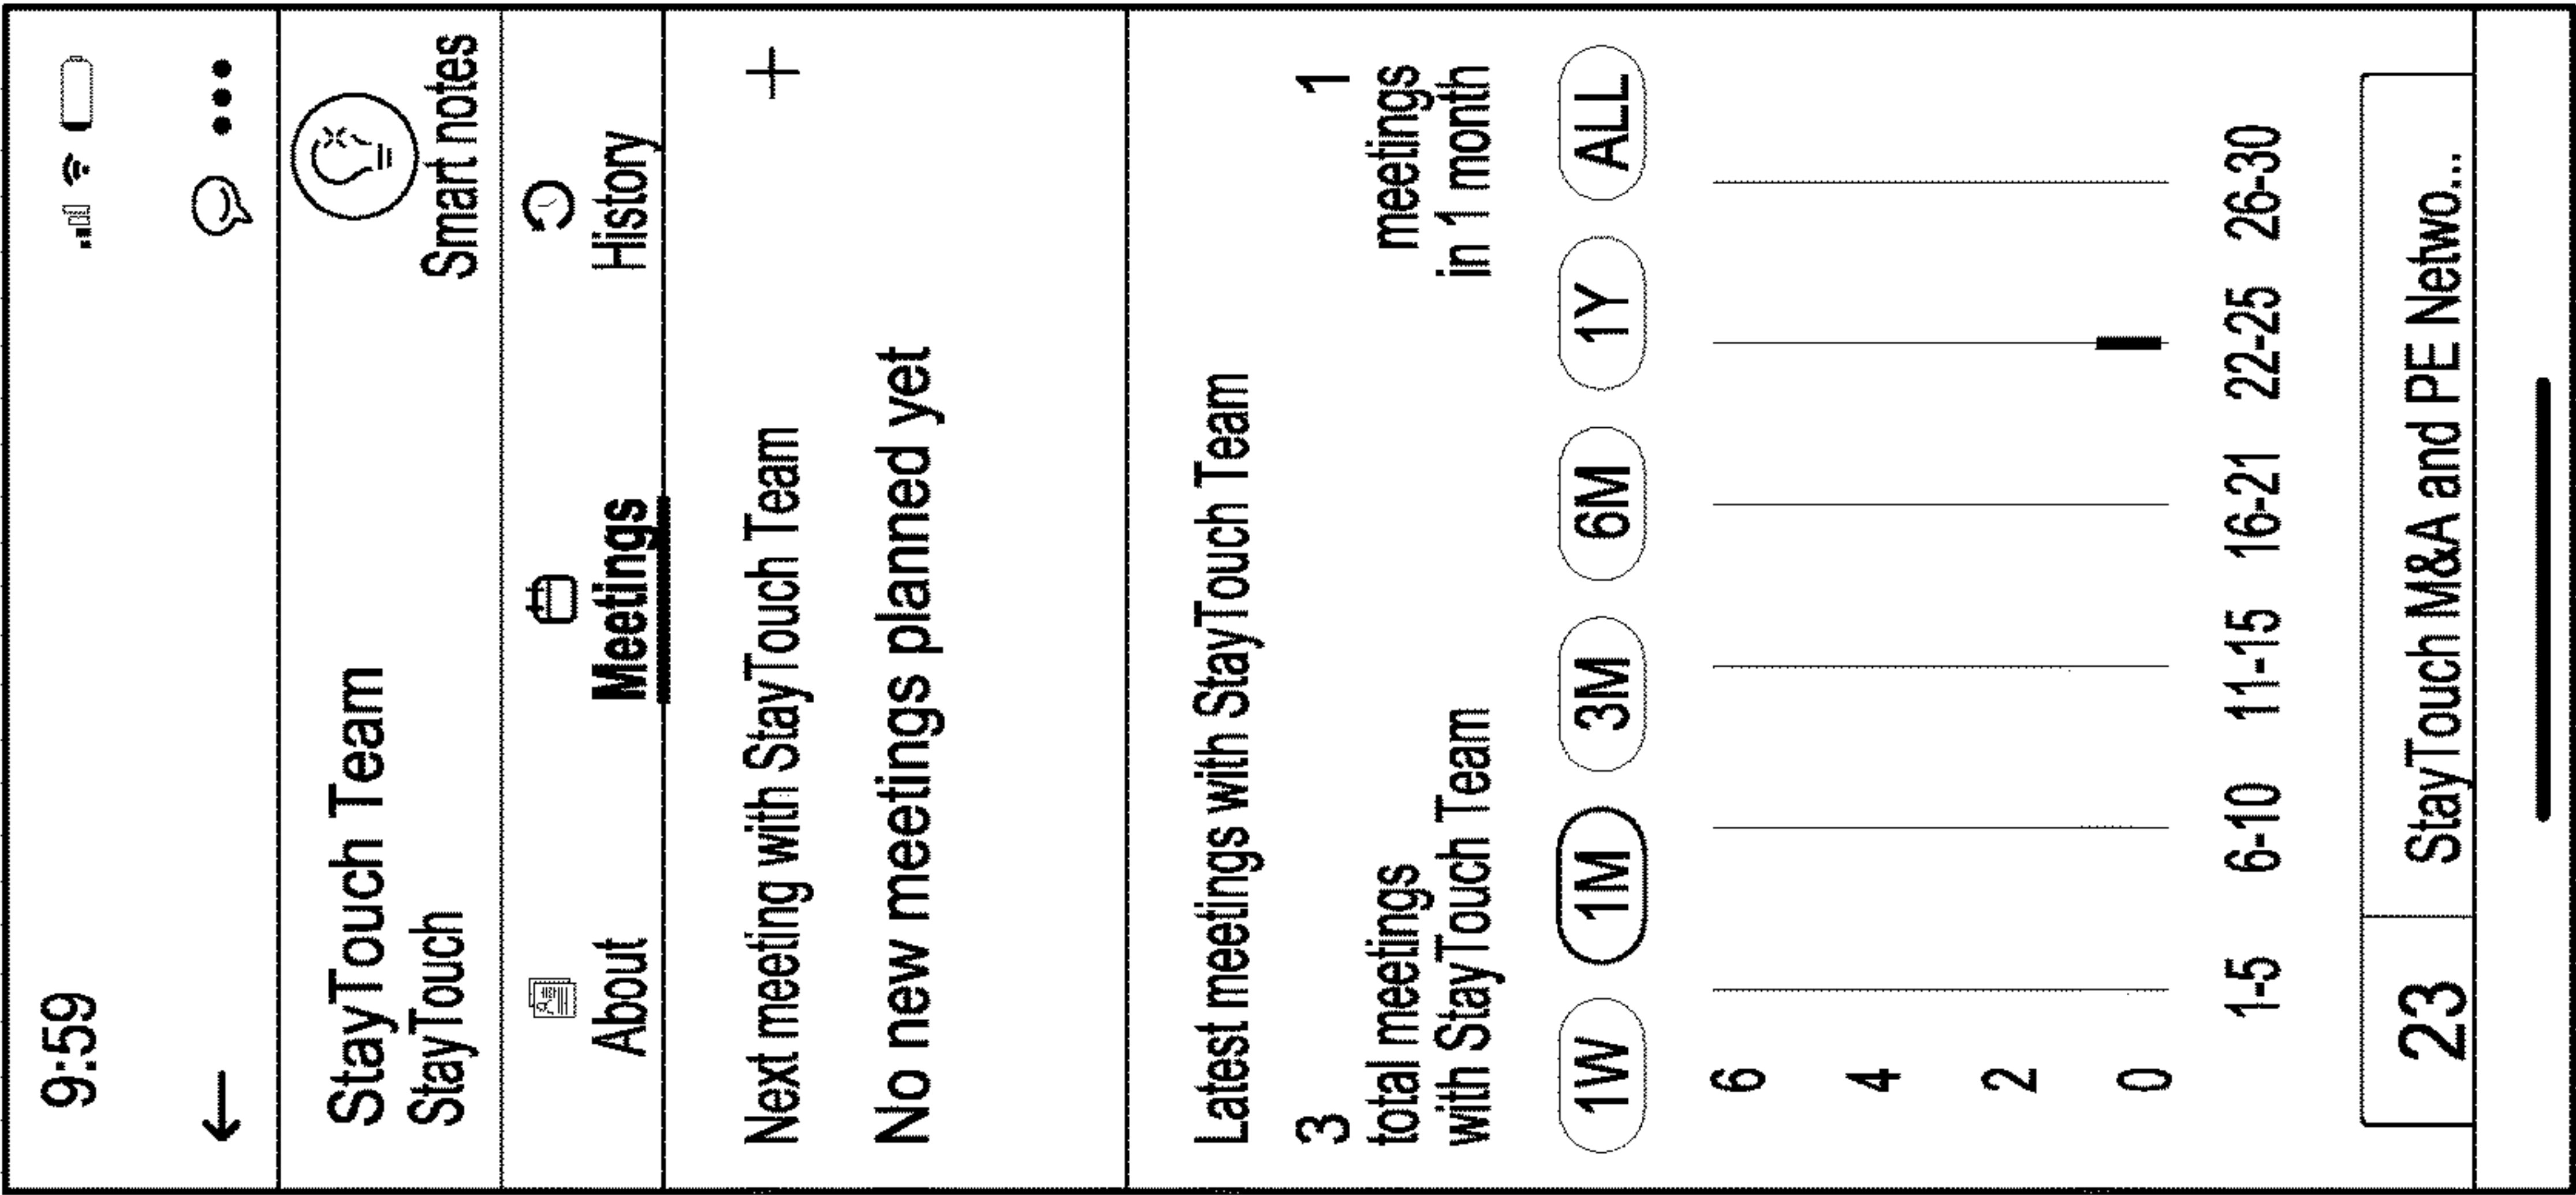 9:59
StayTouch Team
StayTouch
Smart notes
About
Meetings
History
Next meeting with StayTouch Team
No new meetings planned yet
Latest meetings with StayTouch Team
3
total meetings
with StayTouch Team
1
meetings
in 1 month
1W 1M 3M 6M 1Y ALL
6
4
2
0
1-5 6-10 11-15 16-21 22-25 26-30
23 StayTouch M&A and PE Netwo...